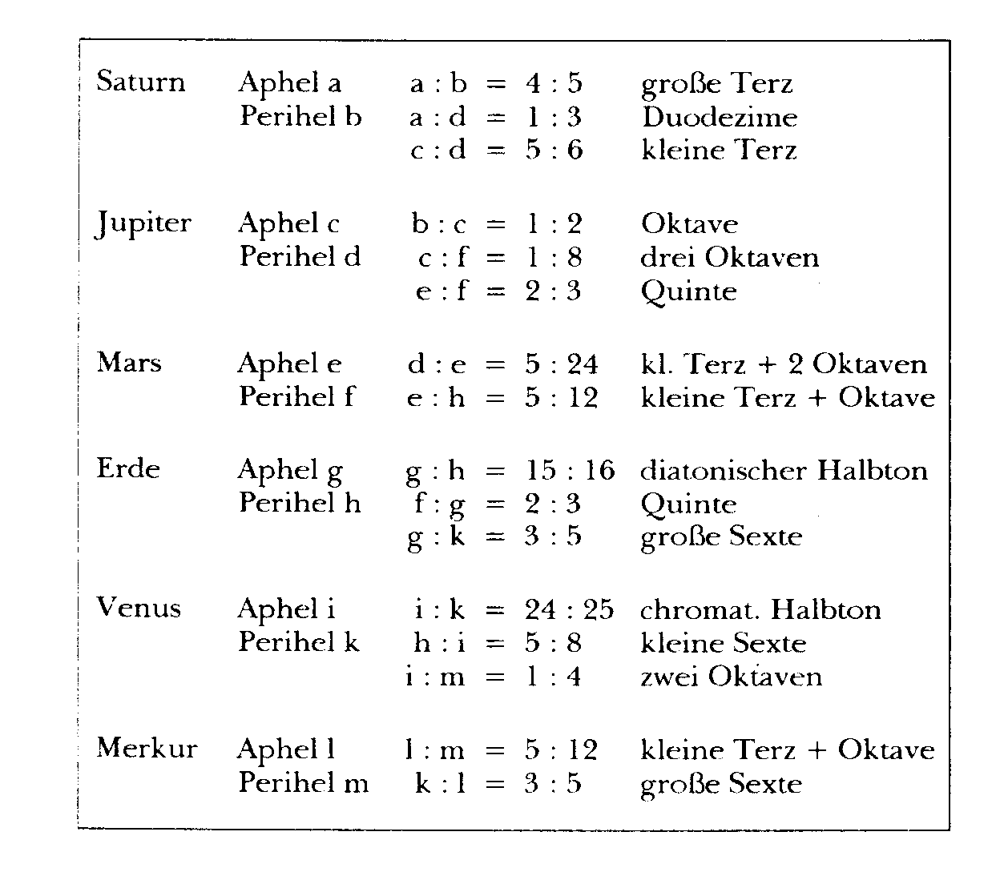 Saturn Aphel a a : b = 4 : 5 große Terz
Perihel b a : d = 1 : 3 Duodezime
c : d = 5 : 6 kleine Terz
Jupiter Aphel c b : c = 1 : 2 Oktave
Perihel d c : f = 1 : 8 drei Oktaven
e : f = 2 : 3 Quinte
Mars Aphel e d : e = 5 : 24 kl. Terz + 2 Oktaven
Perihel f e : h = 5 : 12 kleine Terz + Oktave
Erde Aphel g g : h = 15 : 16 diatonischer Halbton
Perihel h f : g = 2 : 3 Quinte
g : k = 3 : 5 große Sexte
Venus Aphel i i : k = 24 : 25 chromat. Halbton
Perihel k h : i = 5 : 8 kleine Sexte
i : m = 1 : 4 zwei Oktaven
Merkur Aphel l l : m = 5 : 12 kleine Terz + Oktave
Perihel m k : l = 3 : 5 große Sexte